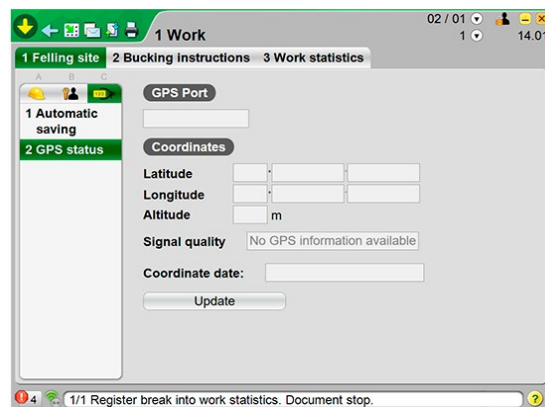 02 / 01
1 Work
1
14.01
1 Felling site 2 Bucking instructions 3 Work statistics
A B C
GPS Port
1 Automatic
saving
2 GPS status
Coordinates
Latitude
Longitude
Altitude m
Signal quality No GPS information available
Coordinate date:
Update
4 1/1 Register break into work statistics. Document stop. ?